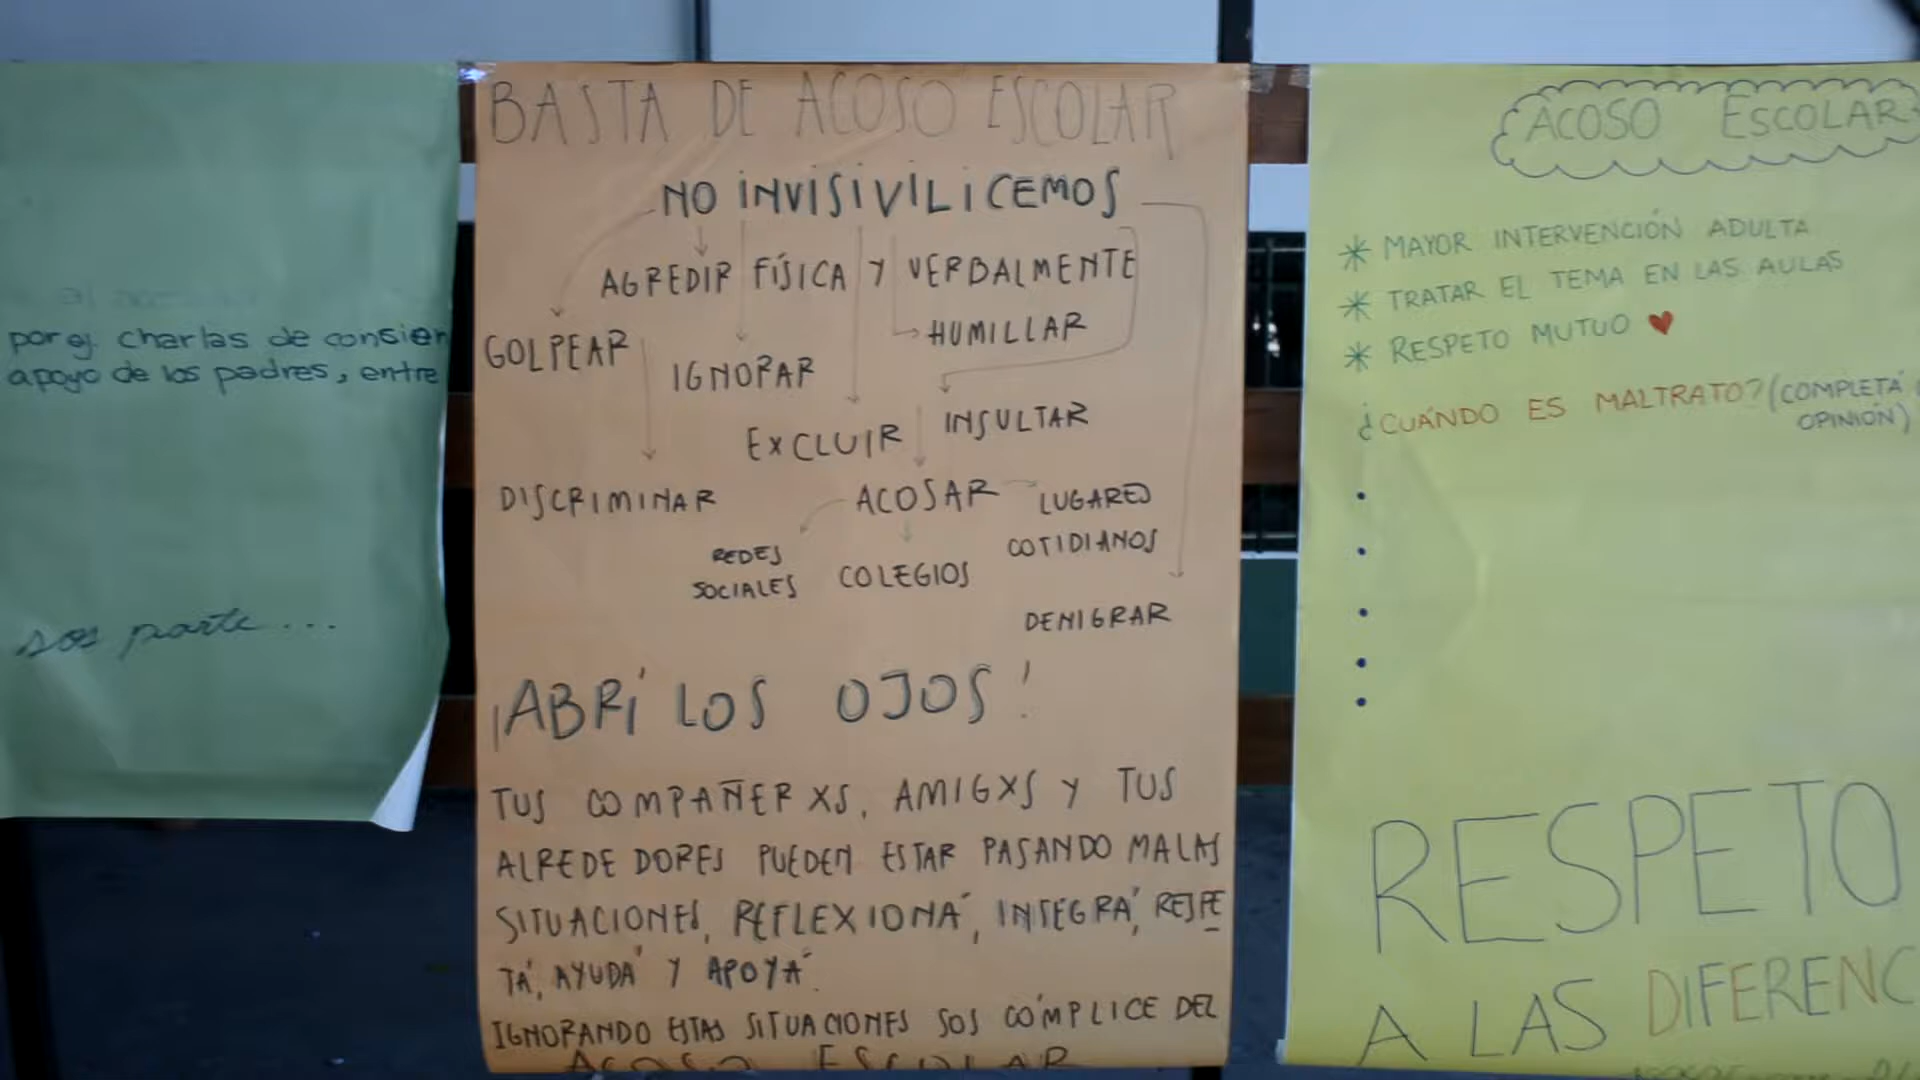 por ej. charlas de concien
apoyo de los padres, entre
sos parte...
BASTA DE ACOSO ESCOLAR
NO INVISIVILICEMOS
AGREDIR FÍSICA Y VERBALMENTE
GOLPEAR
IGNORAR
HUMILLAR
EXCLUIR
INSULTAR
DISCRIMINAR
ACOSAR
LUGARES
COTIDIANOS
REDES
SOCIALES
COLEGIOS
DENIGRAR
¡ABRÍ LOS OJOS!
TUS COMPAÑERXS, AMIGXS Y TUS
ALREDEDORES PUEDEN ESTAR PASANDO MALAS
SITUACIONES, REFLEXIONÁ, INTEGRÁ, RESPE
TÁ, AYUDÁ Y APOYÁ.
IGNORANDO ESTAS SITUACIONES SOS CÓMPLICE DEL
ACOSO ESCOLAR
ACOSO ESCOLAR
* MAYOR INTERVENCIÓN ADULTA
* TRATAR EL TEMA EN LAS AULAS
* RESPETO MUTUO ♥
¿CUÁNDO ES MALTRATO? (COMPLETÁ
OPINIÓN)
RESPETO
A LAS DIFERENC